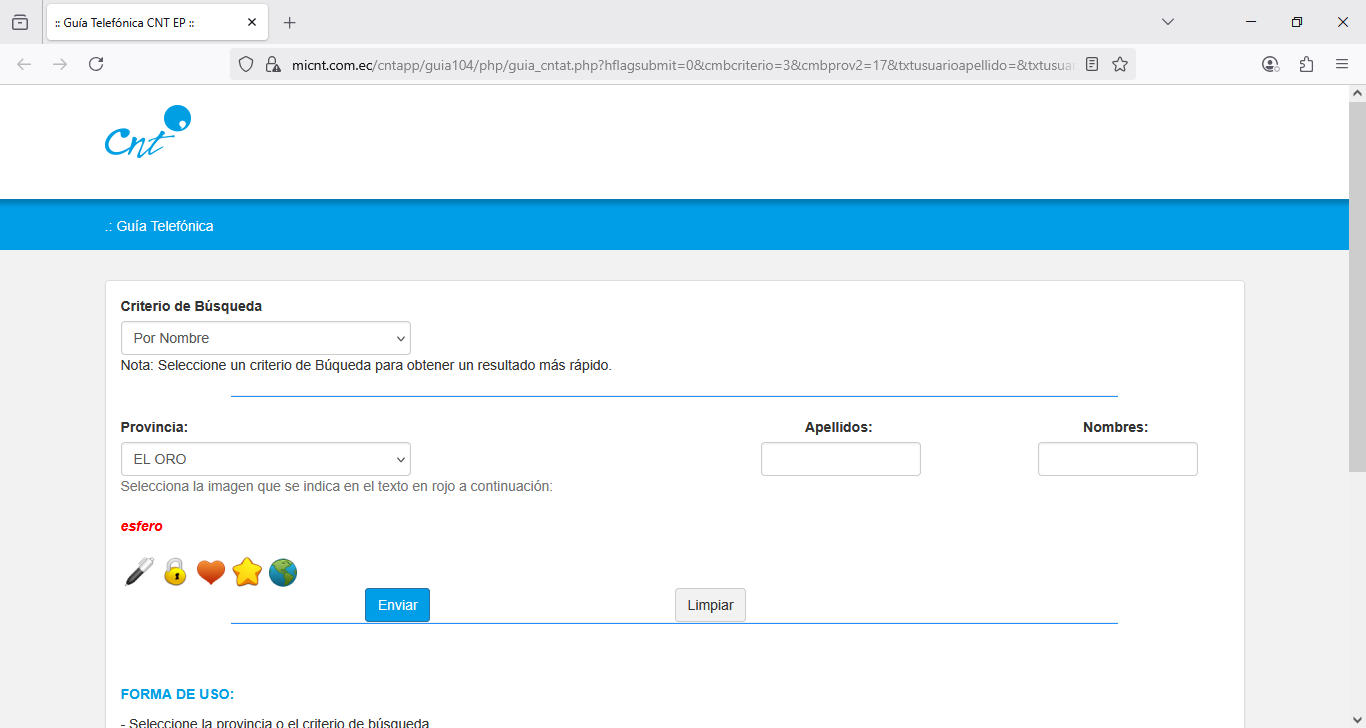 :: Guía Telefónica CNT EP ::
micnt.com.ec/cntapp/guia104/php/guia_cntat.php?hflagsubmit=0&cmbcriterio=3&cmbprov2=17&txtusuarioapellido=&txtusua
Cnt
.: Guía Telefónica
Criterio de Búsqueda
Por Nombre
Nota: Seleccione un criterio de Búqueda para obtener un resultado más rápido.
Provincia: Apellidos: Nombres:
EL ORO
Selecciona la imagen que se indica en el texto en rojo a continuación:
esfero
Enviar Limpiar
FORMA DE USO:
- Seleccione la provincia o el criterio de búsqueda